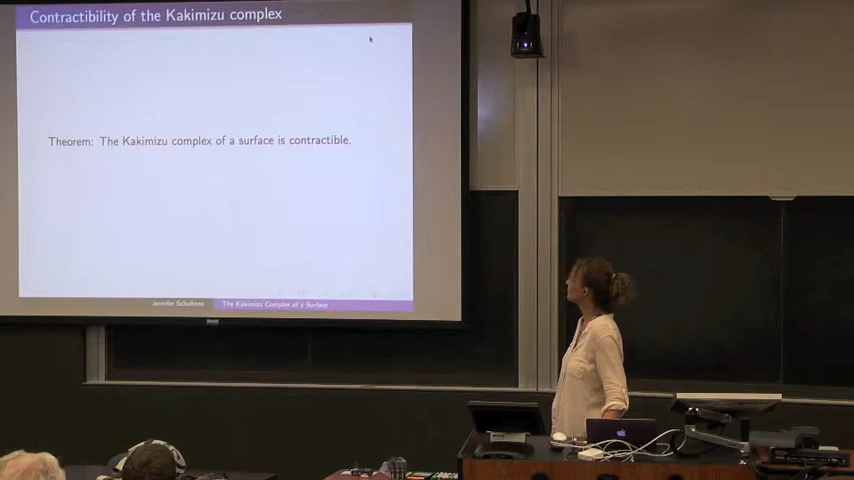 Contractibility of the Kakimizu complex
Theorem: The Kakimizu complex of a surface is contractible.
Jennifer Schultens
The Kakimizu Complex of a Surface